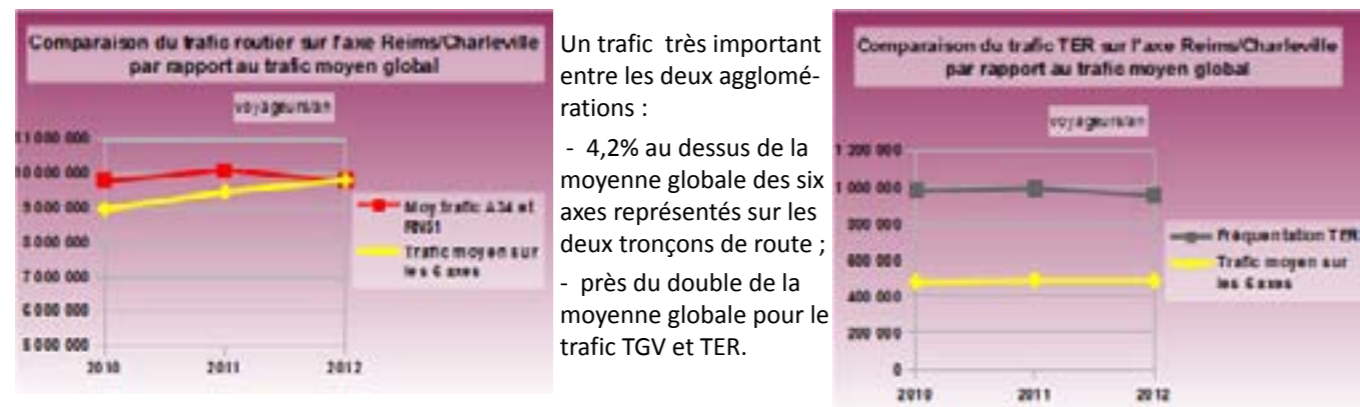 Comparaison du trafic routier sur l'axe Reims/Charleville
par rapport au trafic moyen global
voyageurs/an
11 000 000
10 000 000
9 000 000
8 000 000
7 000 000
6 000 000
5 000 000
2010 2011 2012
Moy trafic A34 et
RN51
Trafic moyen sur
les 6 axes
Un trafic très important
entre les deux agglomé-
rations :
- 4,2% au dessus de la
moyenne globale des six
axes représentés sur les
deux tronçons de route ;
- près du double de la
moyenne globale pour le
trafic TGV et TER.
Comparaison du trafic TER sur l'axe Reims/Charleville
par rapport au trafic moyen global
voyageurs/an
1 200 000
1 000 000
800 000
600 000
400 000
200 000
0
2010 2011 2012
Fréquentation TER
Trafic moyen sur
les 6 axes